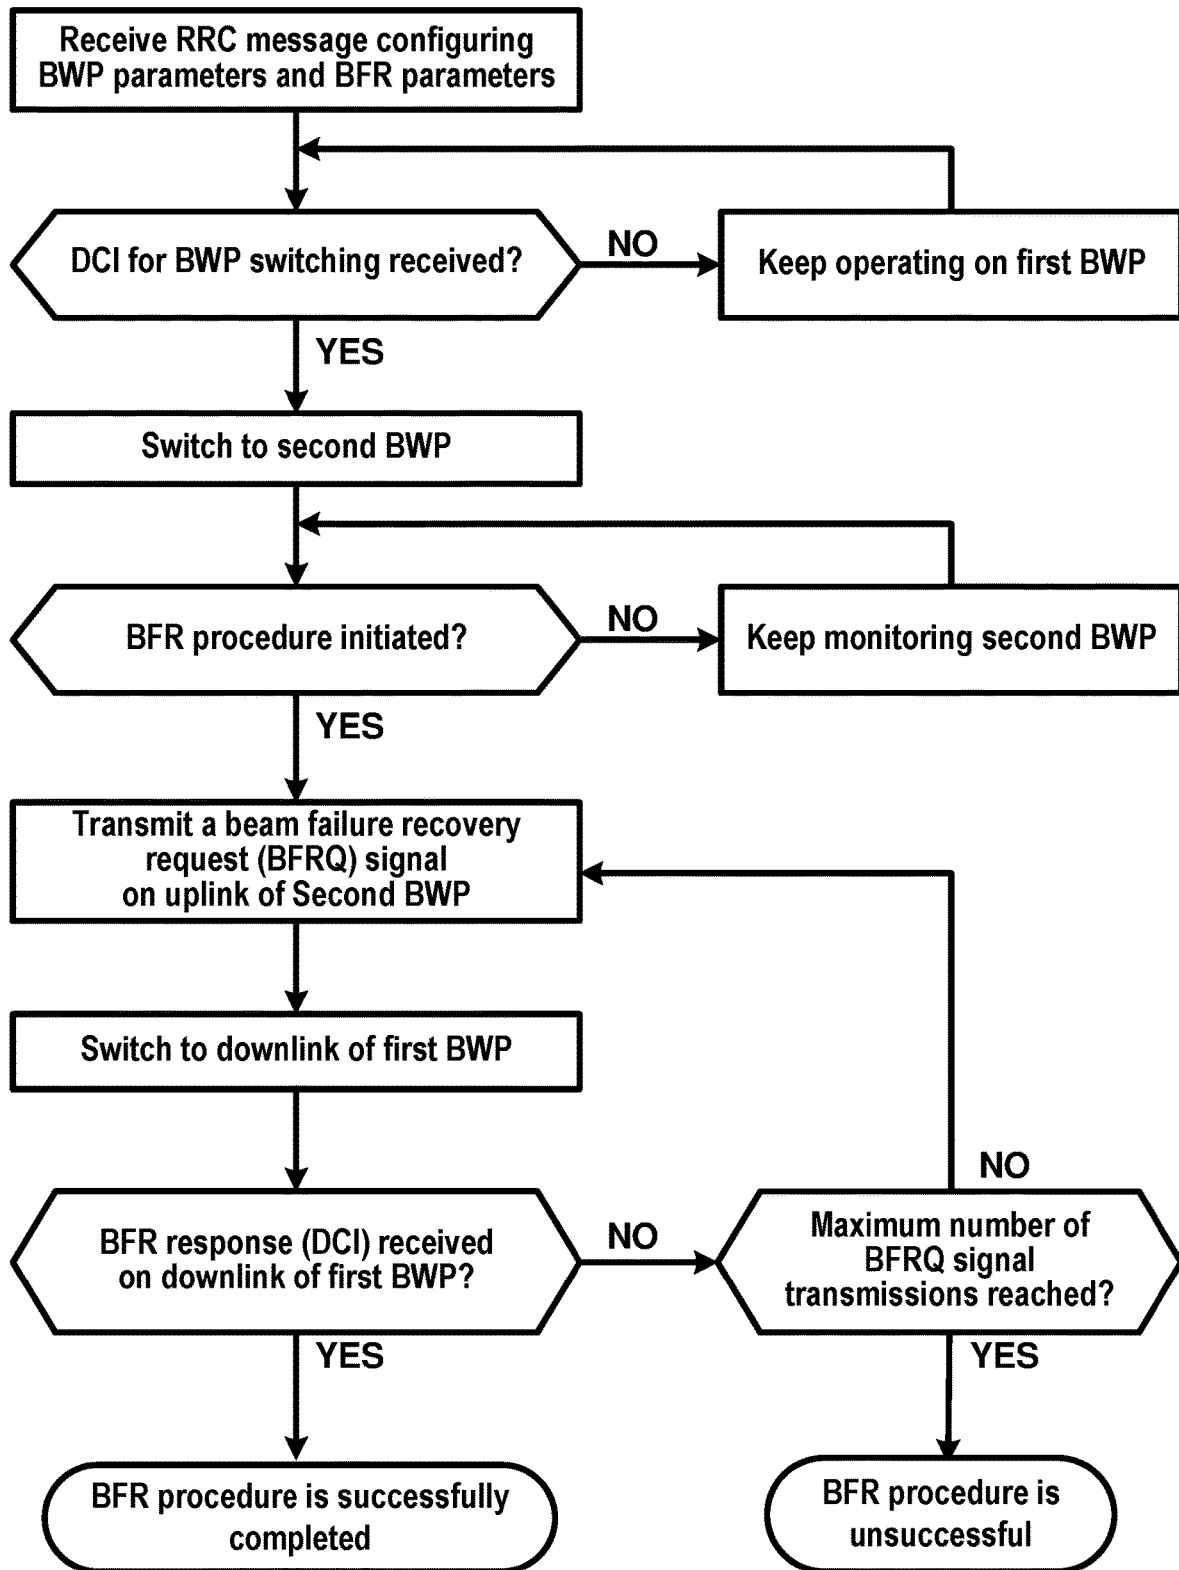 Receive RRC message configuring
BWP parameters and BFR parameters
DCI for BWP switching received?
NO
Keep operating on first BWP
YES
Switch to second BWP
BFR procedure initiated?
NO
Keep monitoring second BWP
YES
Transmit a beam failure recovery
request (BFRQ) signal
on uplink of Second BWP
Switch to downlink of first BWP
BFR response (DCI) received
on downlink of first BWP?
NO
NO
Maximum number of
BFRQ signal
transmissions reached?
YES
YES
BFR procedure is successfully
completed
BFR procedure is
unsuccessful